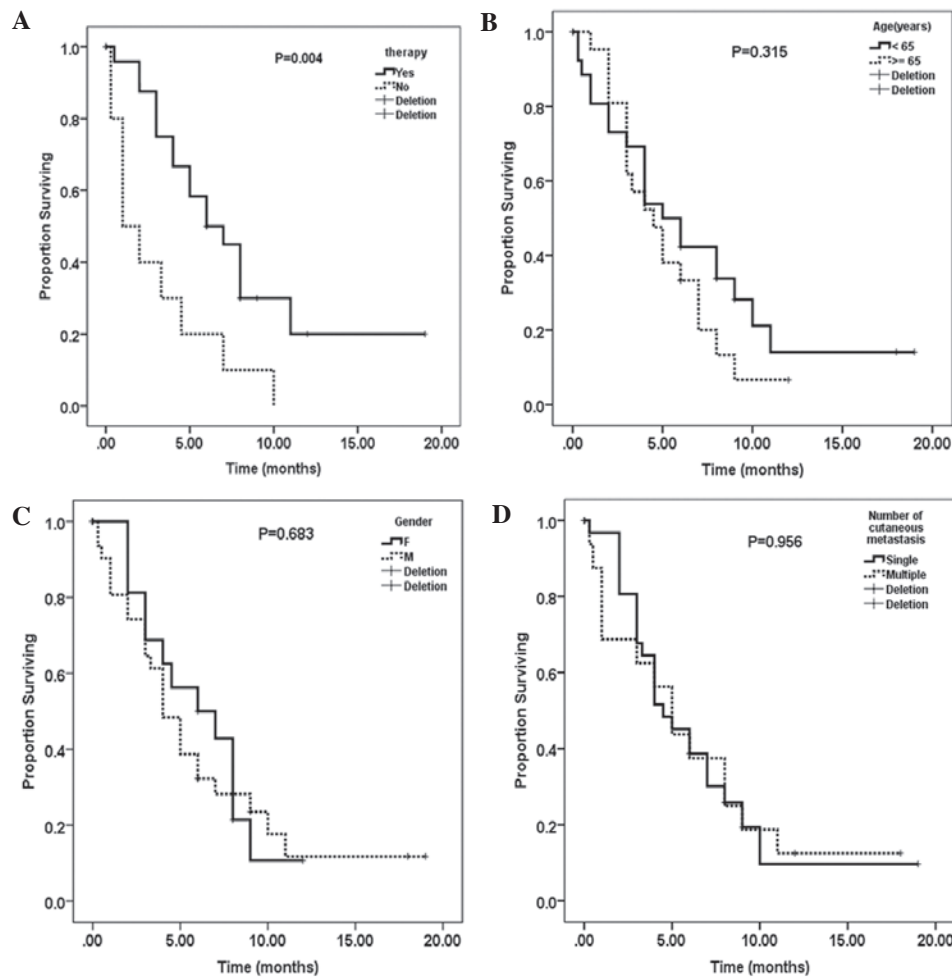 A
P=0.004
therapy
Yes
No
Deletion
Deletion
Proportion Surviving
1.0
0.8
0.6
0.4
0.2
0.0
.00 5.00 10.00 15.00 20.00
Time (months)
B
P=0.315
Age(years)
< 65
>= 65
Deletion
Deletion
Proportion Surviving
1.0
0.8
0.6
0.4
0.2
0.0
.00 5.00 10.00 15.00 20.00
Time (months)
C
P=0.683
Gender
F
M
Deletion
Deletion
Proportion Surviving
1.0
0.8
0.6
0.4
0.2
0.0
.00 5.00 10.00 15.00 20.00
Time (months)
D
P=0.956
Number of
cutaneous
metastasis
Single
Multiple
Deletion
Deletion
Proportion Surviving
1.0
0.8
0.6
0.4
0.2
0.0
.00 5.00 10.00 15.00 20.00
Time (months)